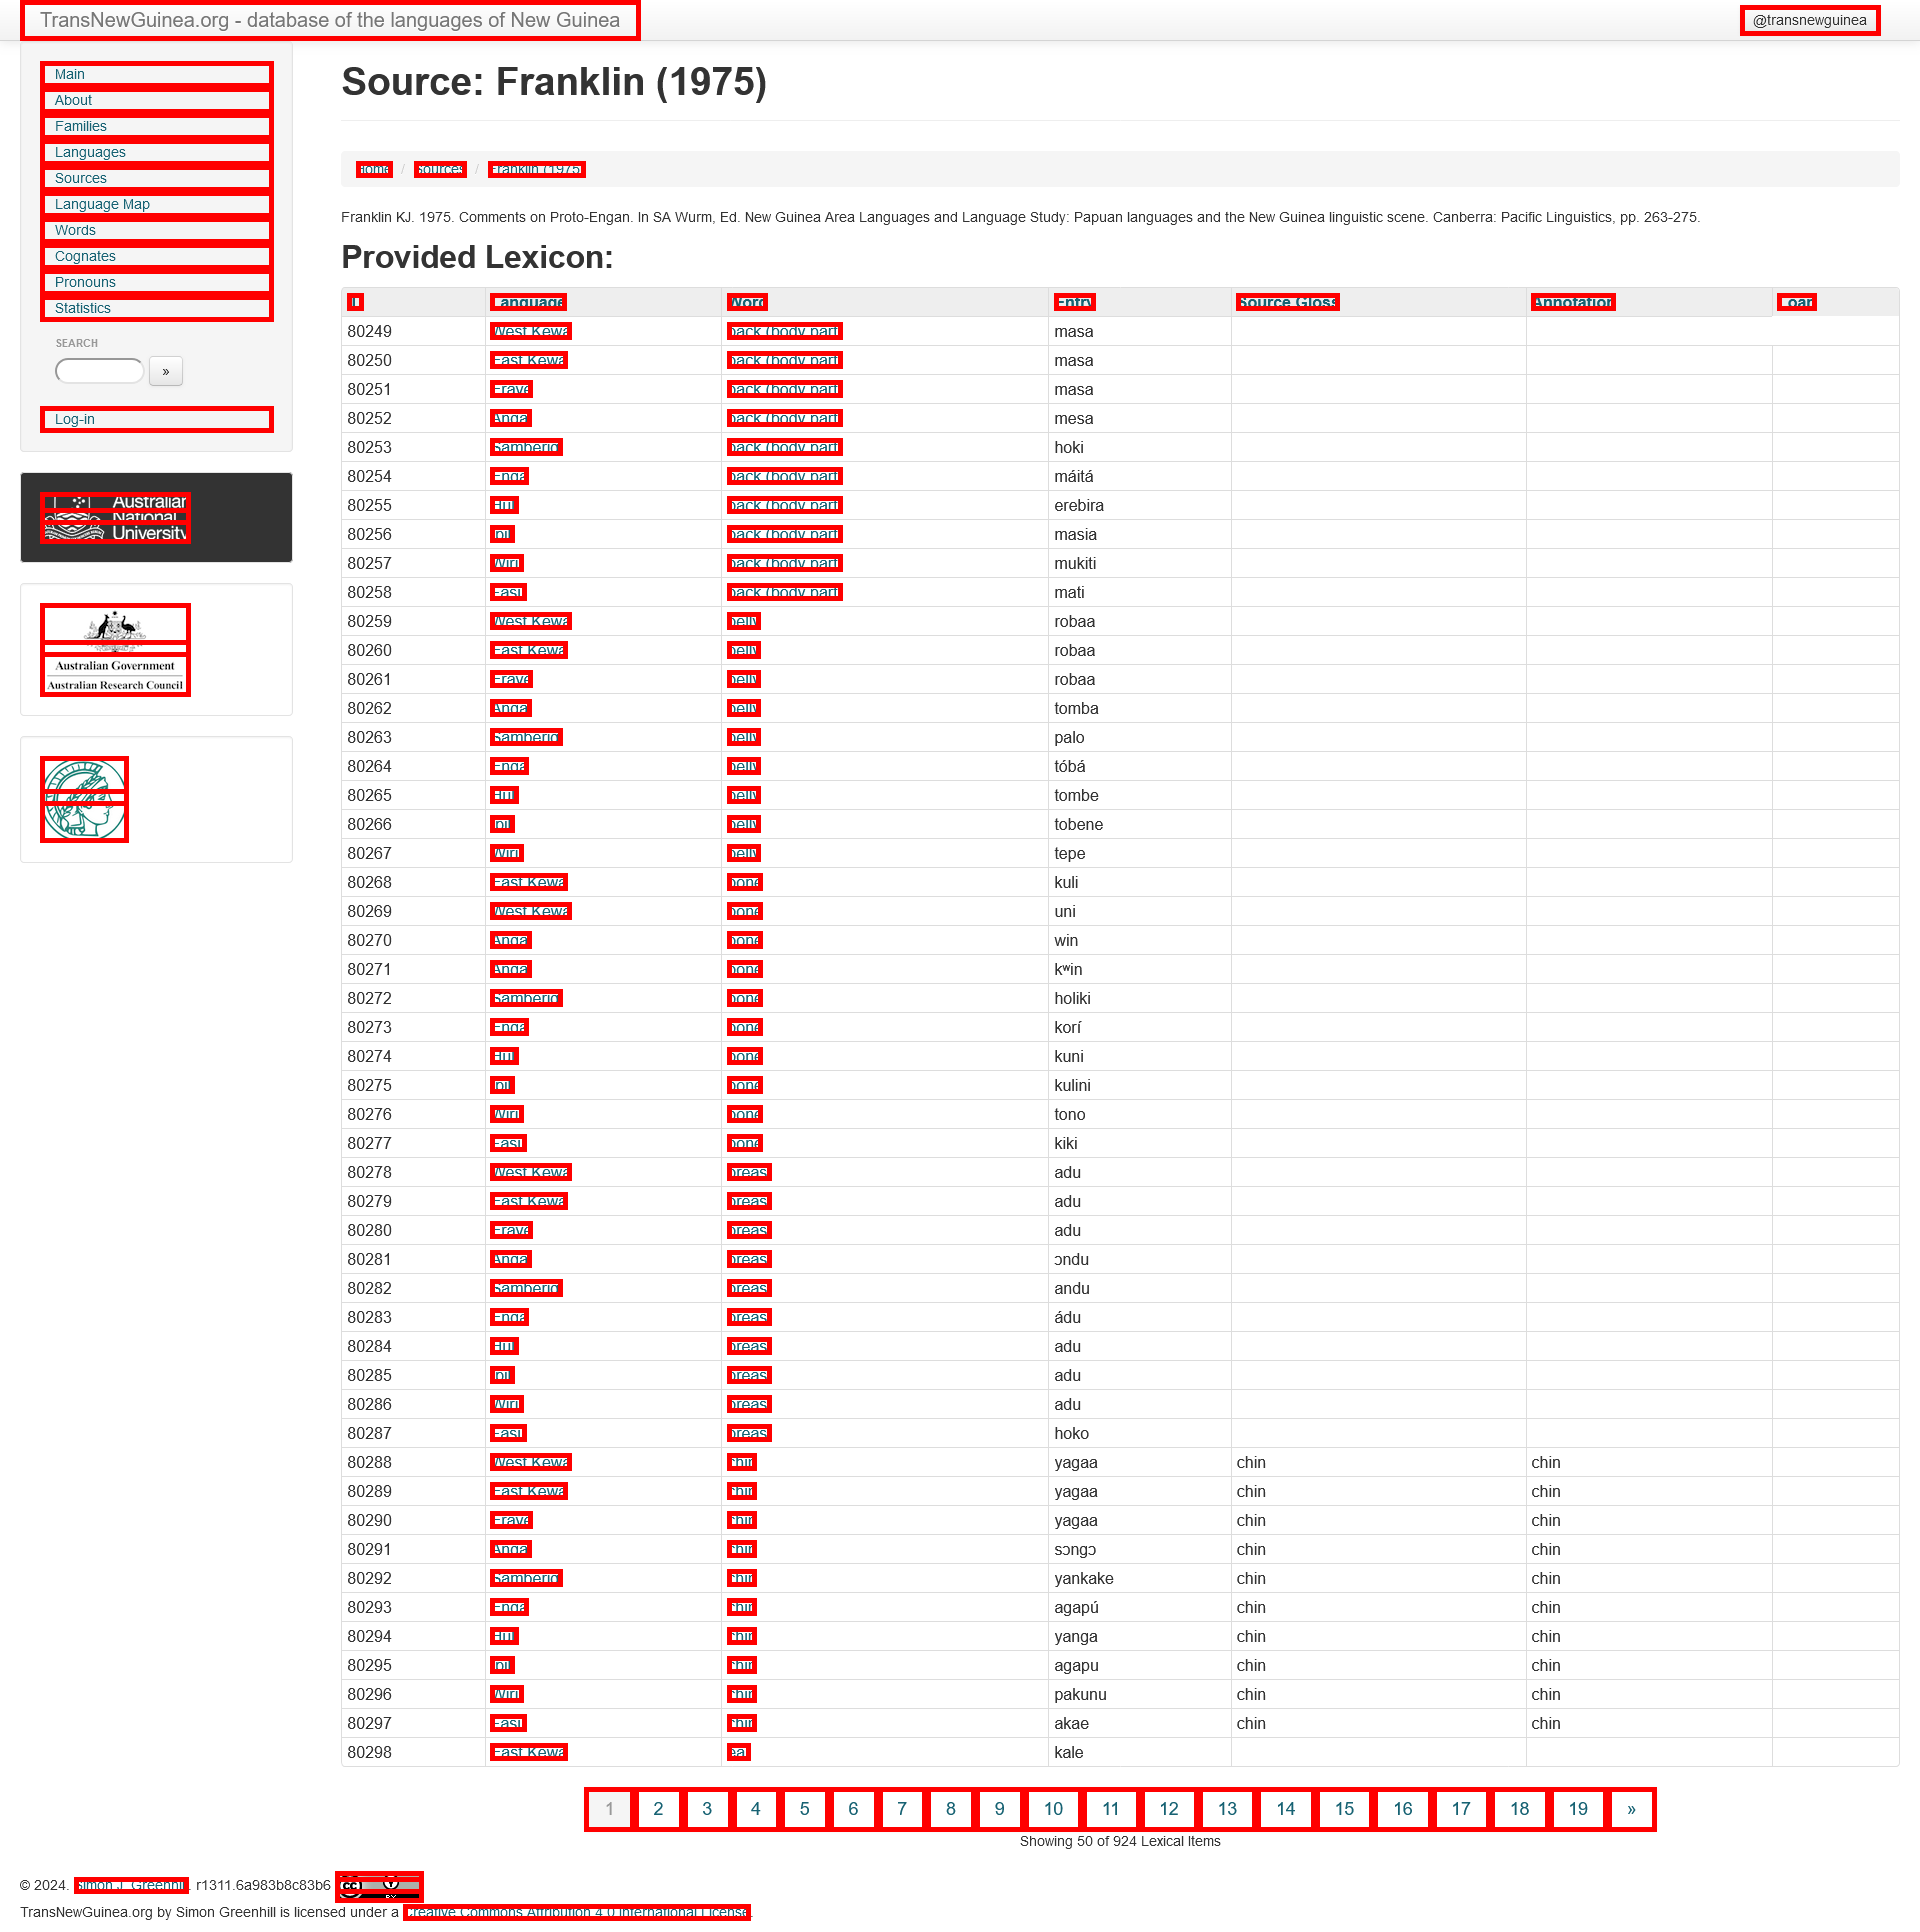 TransNewGuinea.org - database of the languages of New Guinea
@transnewguinea
Main
About
Families
Languages
Sources
Language Map
Words
Cognates
Pronouns
Statistics
SEARCH
»
Log-in
Australian
National
University
Australian Government
Australian Research Council
Source: Franklin (1975)
Home / Sources / Franklin (1975)
Franklin KJ. 1975. Comments on Proto-Engan. In SA Wurm, Ed. New Guinea Area Languages and Language Study: Papuan languages and the New Guinea linguistic scene. Canberra: Pacific Linguistics, pp. 263-275.
Provided Lexicon:
ID Language Word Entry Source Gloss Annotation Loan
80249 West Kewa back (body part) masa
80250 East Kewa back (body part) masa
80251 Erave back (body part) masa
80252 Angal back (body part) mesa
80253 Samberigi back (body part) hoki
80254 Enga back (body part) máitá
80255 Huli back (body part) erebira
80256 Ipili back (body part) masia
80257 Wiru back (body part) mukiti
80258 Fasu back (body part) mati
80259 West Kewa belly robaa
80260 East Kewa belly robaa
80261 Erave belly robaa
80262 Angal belly tomba
80263 Samberigi belly palo
80264 Enga belly tóbá
80265 Huli belly tombe
80266 Ipili belly tobene
80267 Wiru belly tepe
80268 East Kewa bone kuli
80269 West Kewa bone uni
80270 Angal bone win
80271 Angal bone kʷin
80272 Samberigi bone holiki
80273 Enga bone korí
80274 Huli bone kuni
80275 Ipili bone kulini
80276 Wiru bone tono
80277 Fasu bone kiki
80278 West Kewa breast adu
80279 East Kewa breast adu
80280 Erave breast adu
80281 Angal breast ɔndu
80282 Samberigi breast andu
80283 Enga breast ádu
80284 Huli breast adu
80285 Ipili breast adu
80286 Wiru breast adu
80287 Fasu breast hoko
80288 West Kewa chin yagaa chin chin
80289 East Kewa chin yagaa chin chin
80290 Erave chin yagaa chin chin
80291 Angal chin sɔngɔ chin chin
80292 Samberigi chin yankake chin chin
80293 Enga chin agapú chin chin
80294 Huli chin yanga chin chin
80295 Ipili chin agapu chin chin
80296 Wiru chin pakunu chin chin
80297 Fasu chin akae chin chin
80298 East Kewa ear kale
1 2 3 4 5 6 7 8 9 10 11 12 13 14 15 16 17 18 19 »
Showing 50 of 924 Lexical Items
© 2024. Simon J. Greenhill. r1311.6a983b8c83b6 cc
TransNewGuinea.org by Simon Greenhill is licensed under a Creative Commons Attribution 4.0 International License.